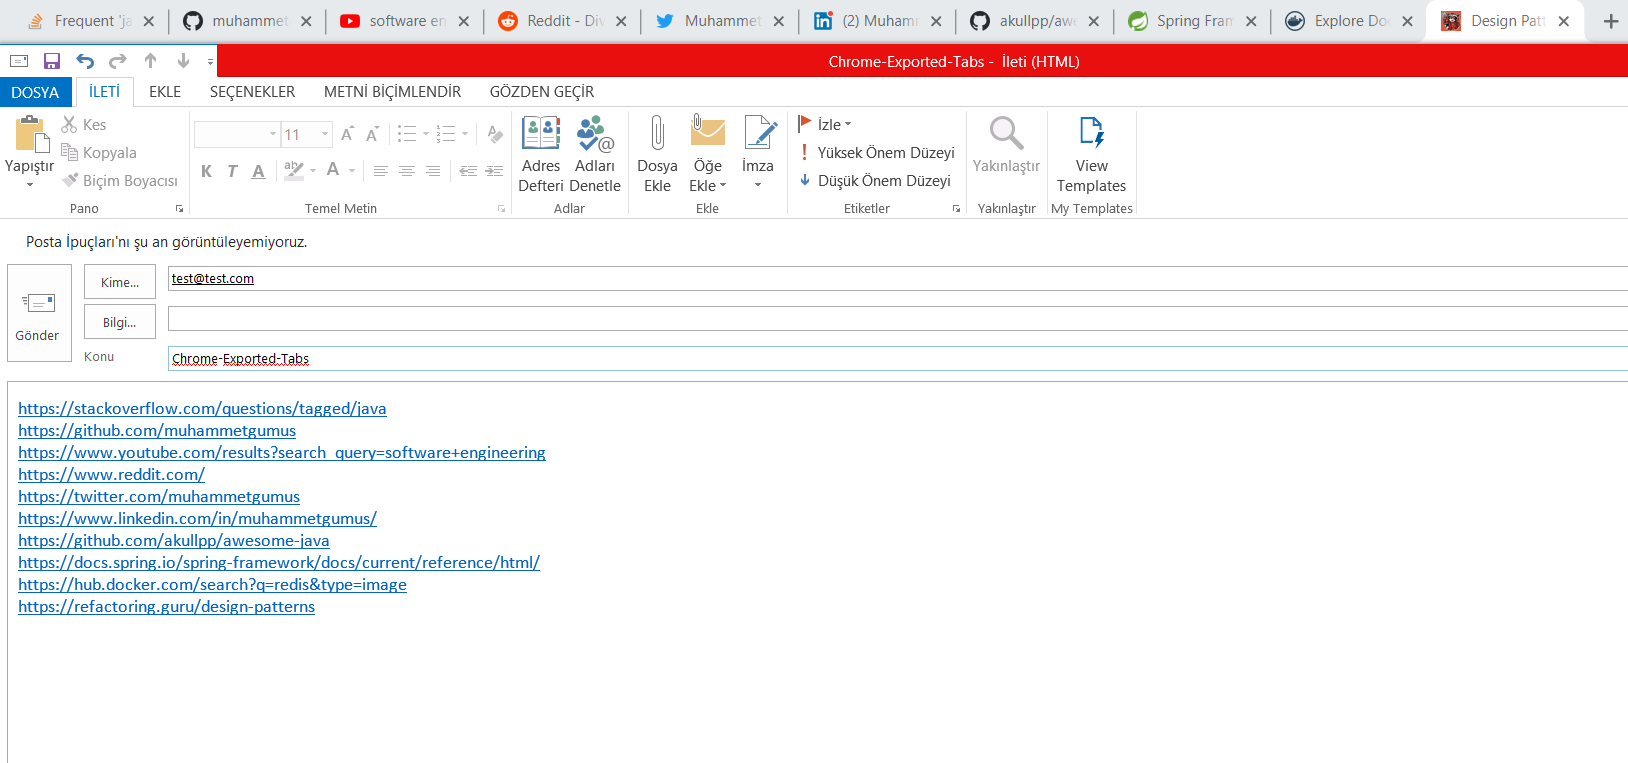 Frequent 'ja
muhammet
software en
Reddit - Div
Muhammet
(2) Muham
akullpp/awe
Spring Fram
Explore Doc
Design Patt
Chrome-Exported-Tabs - İleti (HTML)
DOSYA İLETİ EKLE SEÇENEKLER METNİ BİÇİMLENDİR GÖZDEN GEÇİR
Yapıştır
Kes
Kopyala
Biçim Boyacısı
Pano
11
K T A
Temel Metin
Adres Defteri
Adları Denetle
Adlar
Dosya Ekle
Öğe Ekle
İmza
Ekle
İzle
Yüksek Önem Düzeyi
Düşük Önem Düzeyi
Etiketler
Yakınlaştır
Yakınlaştır
View Templates
My Templates
Posta İpuçları'nı şu an görüntüleyemiyoruz.
Gönder
Kime... test@test.com
Bilgi...
Konu Chrome-Exported-Tabs
https://stackoverflow.com/questions/tagged/java
https://github.com/muhammetgumus
https://www.youtube.com/results?search_query=software+engineering
https://www.reddit.com/
https://twitter.com/muhammetgumus
https://www.linkedin.com/in/muhammetgumus/
https://github.com/akullpp/awesome-java
https://docs.spring.io/spring-framework/docs/current/reference/html/
https://hub.docker.com/search?q=redis&type=image
https://refactoring.guru/design-patterns